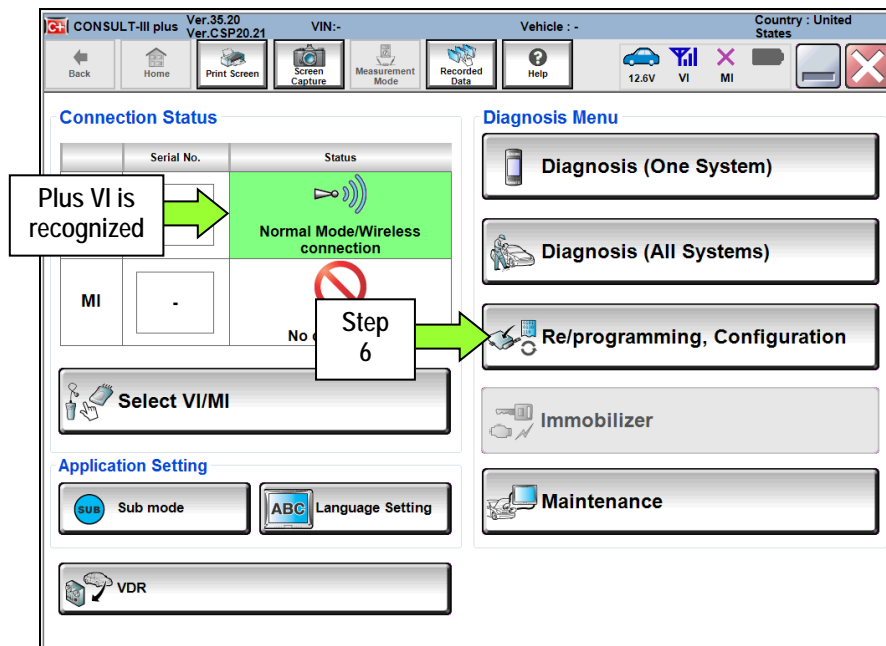 C+ CONSULT-III plus Ver.35.20 Ver.CSP20.21 VIN:- Vehicle : - Country : United States
Back
Home
Print Screen
Screen Capture
Measurement Mode
Recorded Data
Help
12.6V
VI
MI
Connection Status
Serial No. Status
Plus VI is
recognized
Normal Mode/Wireless
connection
MI - No
Step
6
Select VI/MI
Application Setting
SUB Sub mode
ABC Language Setting
VDR
Diagnosis Menu
Diagnosis (One System)
Diagnosis (All Systems)
Re/programming, Configuration
Immobilizer
Maintenance